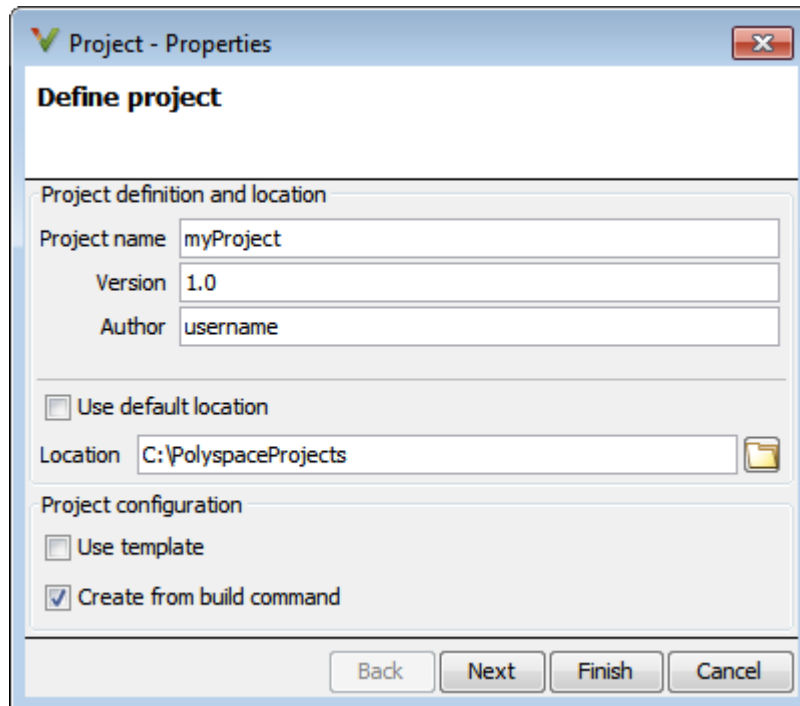 Project - Properties
Define project
Project definition and location
Project name myProject
Version 1.0
Author username
Use default location
Location C:\PolyspaceProjects
Project configuration
Use template
Create from build command
Back Next Finish Cancel